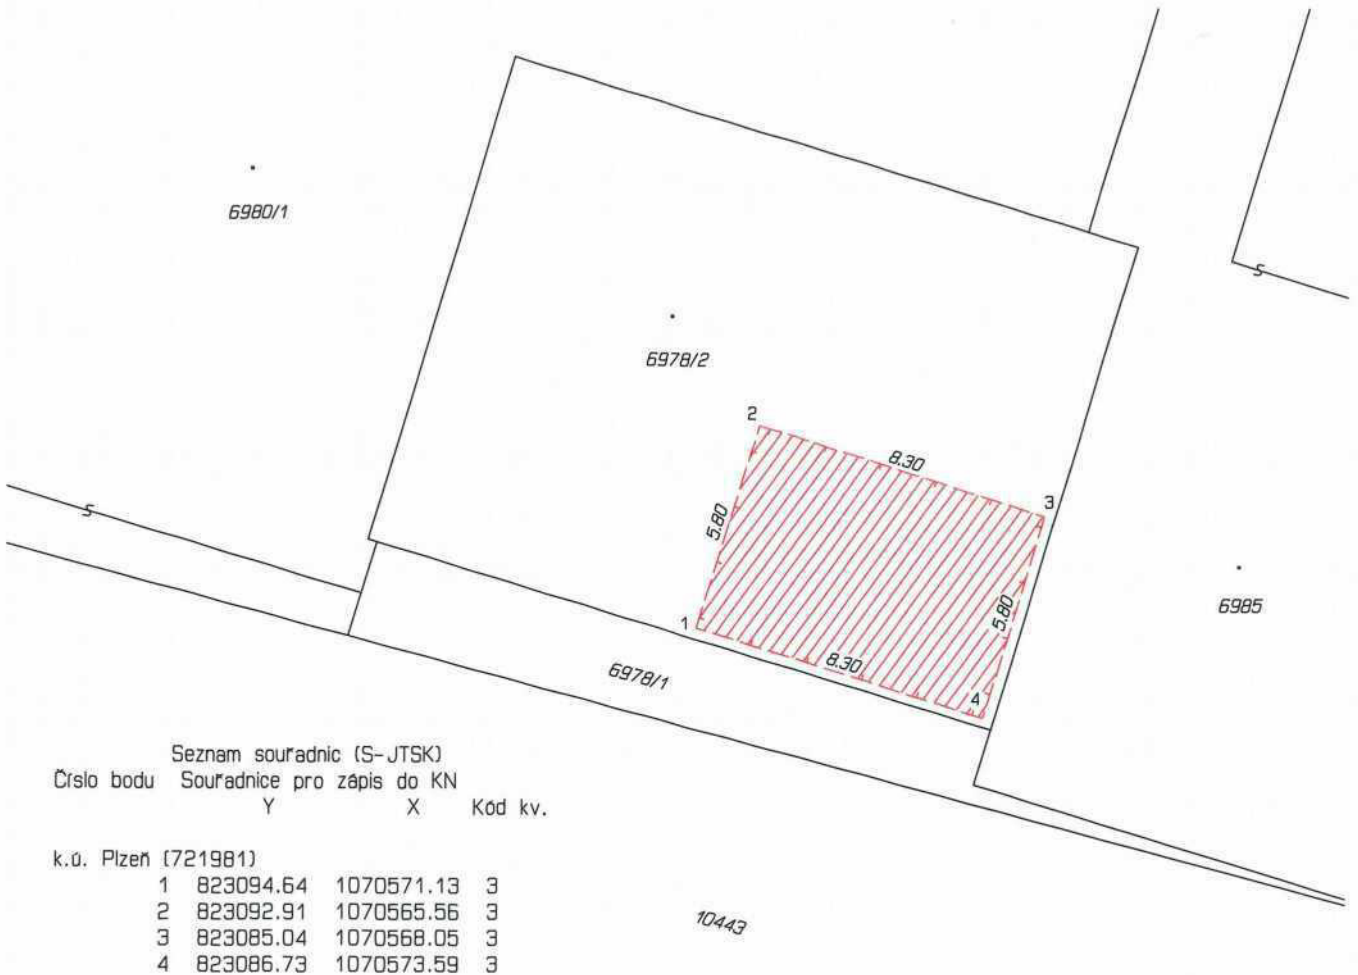 6980/1
S
6978/2
2
8.30
3
5.80
S
5.80
6985
1
8.30
4
6978/1
Seznam souřadnic (S-JTSK)
Číslo bodu Souřadnice pro zápis do KN
Y X Kód kv.
k.ú. Plzeň (721981)
1 823094.64 1070571.13 3
2 823092.91 1070565.56 3
3 823085.04 1070568.05 3
4 823086.73 1070573.59 3
10443